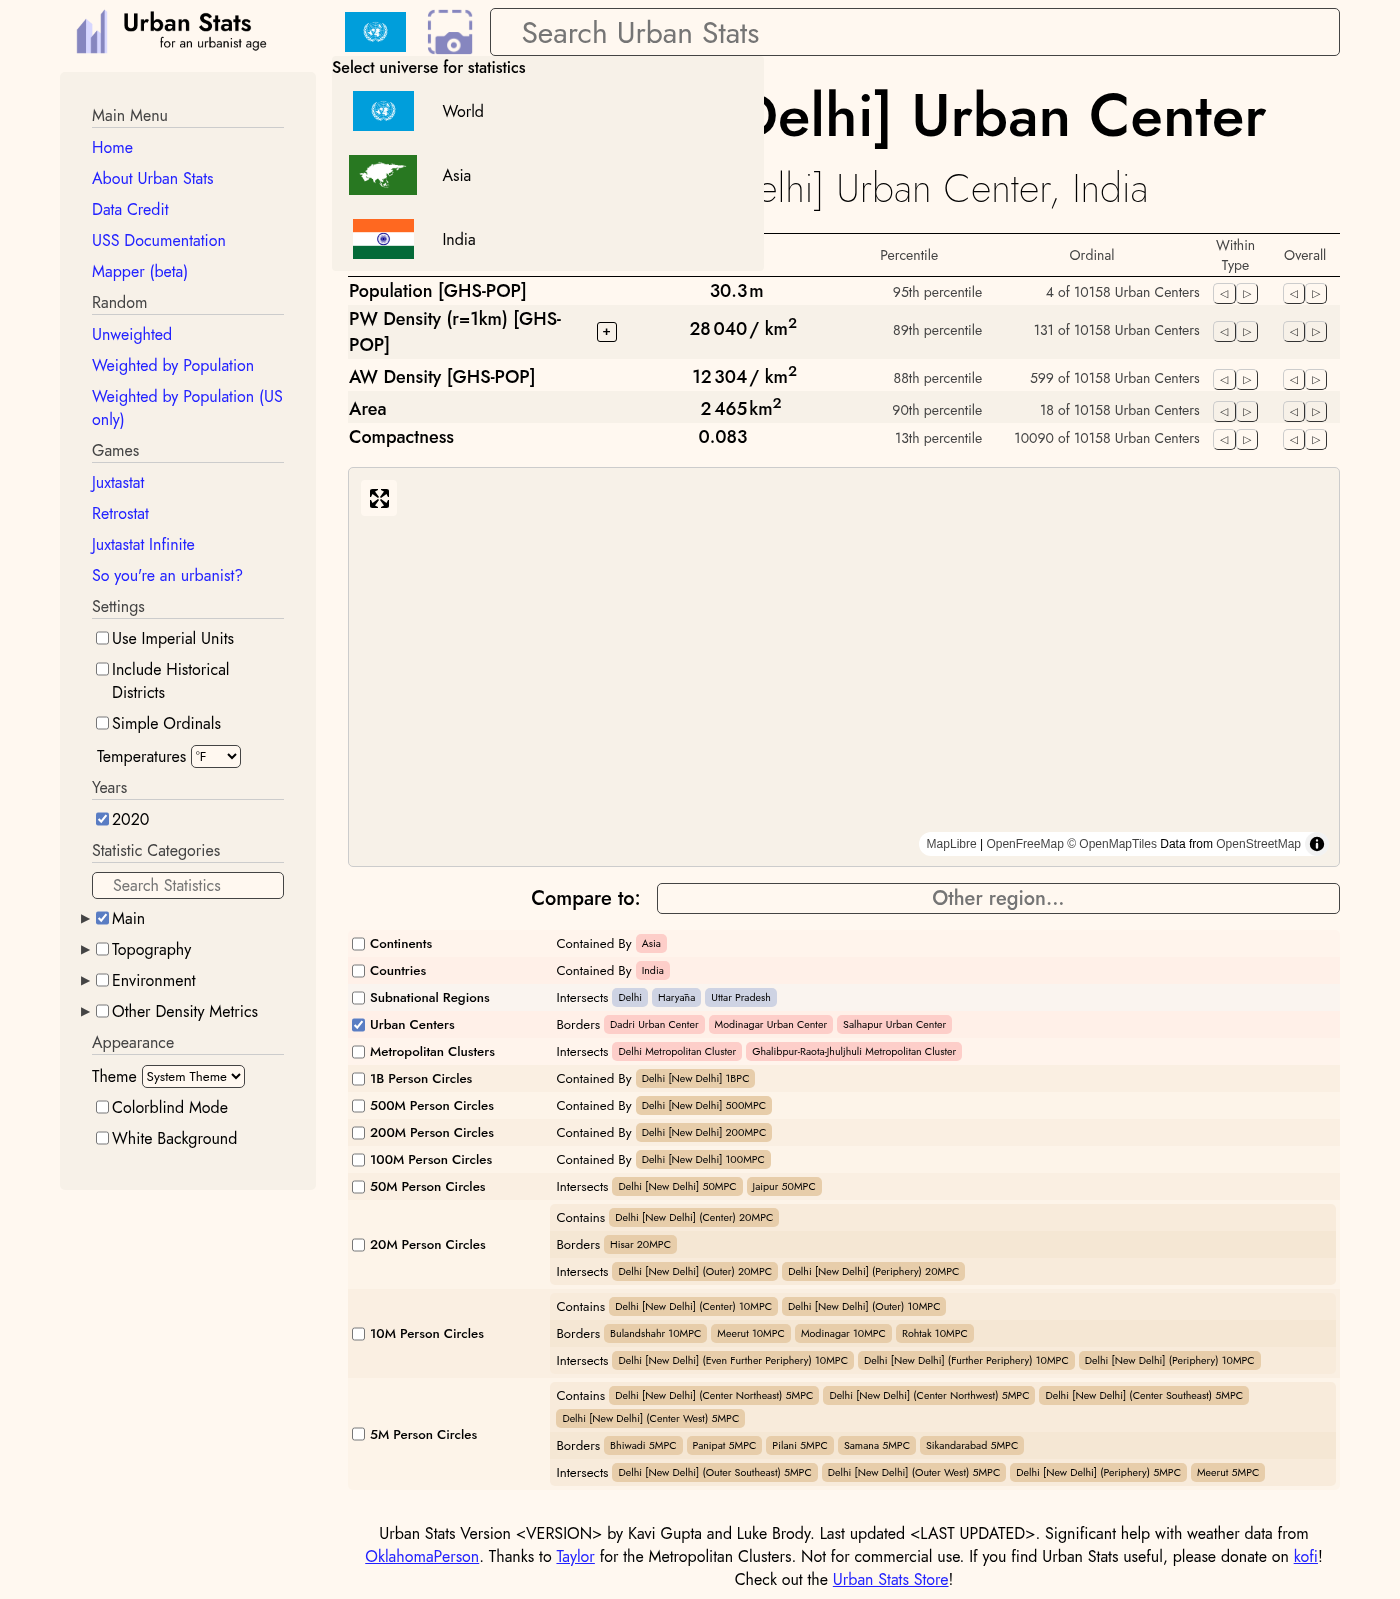 Urban Stats
for an urbanist age
Search Urban Stats
Select universe for statistics
World
Asia
India
Delhi] Urban Center
elhi] Urban Center, India
Main Menu
Home
About Urban Stats
Data Credit
USS Documentation
Mapper (beta)
Random
Unweighted
Weighted by Population
Weighted by Population (US
only)
Games
Juxtastat
Retrostat
Juxtastat Infinite
So you're an urbanist?
Settings
Use Imperial Units
Include Historical
Districts
Simple Ordinals
Temperatures °F
Years
2020
Statistic Categories
Search Statistics
Main
Topography
Environment
Other Density Metrics
Appearance
Theme System Theme
Colorblind Mode
White Background
Percentile Ordinal Within Type Overall
Population [GHS-POP] 30.3 m 95th percentile 4 of 10158 Urban Centers
PW Density (r=1km) [GHS-
POP] + 28 040 / km2 89th percentile 131 of 10158 Urban Centers
AW Density [GHS-POP] 12 304 / km2 88th percentile 599 of 10158 Urban Centers
Area 2 465 km2 90th percentile 18 of 10158 Urban Centers
Compactness 0.083 13th percentile 10090 of 10158 Urban Centers
MapLibre | OpenFreeMap © OpenMapTiles Data from OpenStreetMap
Compare to: Other region...
Continents Contained By Asia
Countries Contained By India
Subnational Regions Intersects Delhi Haryāna Uttar Pradesh
Urban Centers Borders Dadri Urban Center Modinagar Urban Center Salhapur Urban Center
Metropolitan Clusters Intersects Delhi Metropolitan Cluster Ghalibpur-Raota-Jhuljhuli Metropolitan Cluster
1B Person Circles Contained By Delhi [New Delhi] 1BPC
500M Person Circles Contained By Delhi [New Delhi] 500MPC
200M Person Circles Contained By Delhi [New Delhi] 200MPC
100M Person Circles Contained By Delhi [New Delhi] 100MPC
50M Person Circles Intersects Delhi [New Delhi] 50MPC Jaipur 50MPC
20M Person Circles
Contains Delhi [New Delhi] (Center) 20MPC
Borders Hisar 20MPC
Intersects Delhi [New Delhi] (Outer) 20MPC Delhi [New Delhi] (Periphery) 20MPC
10M Person Circles
Contains Delhi [New Delhi] (Center) 10MPC Delhi [New Delhi] (Outer) 10MPC
Borders Bulandshahr 10MPC Meerut 10MPC Modinagar 10MPC Rohtak 10MPC
Intersects Delhi [New Delhi] (Even Further Periphery) 10MPC Delhi [New Delhi] (Further Periphery) 10MPC Delhi [New Delhi] (Periphery) 10MPC
5M Person Circles
Contains Delhi [New Delhi] (Center Northeast) 5MPC Delhi [New Delhi] (Center Northwest) 5MPC Delhi [New Delhi] (Center Southeast) 5MPC
Delhi [New Delhi] (Center West) 5MPC
Borders Bhiwadi 5MPC Panipat 5MPC Pilani 5MPC Samana 5MPC Sikandarabad 5MPC
Intersects Delhi [New Delhi] (Outer Southeast) 5MPC Delhi [New Delhi] (Outer West) 5MPC Delhi [New Delhi] (Periphery) 5MPC Meerut 5MPC
Urban Stats Version <VERSION> by Kavi Gupta and Luke Brody. Last updated <LAST UPDATED>. Significant help with weather data from
OklahomaPerson. Thanks to Taylor for the Metropolitan Clusters. Not for commercial use. If you find Urban Stats useful, please donate on kofi!
Check out the Urban Stats Store!